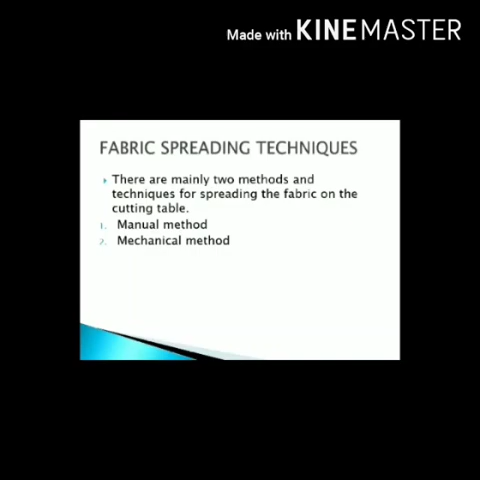 Made with KINEMASTER
FABRIC SPREADING TECHNIQUES
There are mainly two methods and
techniques for spreading the fabric on the
cutting table.
1. Manual method
2. Mechanical method